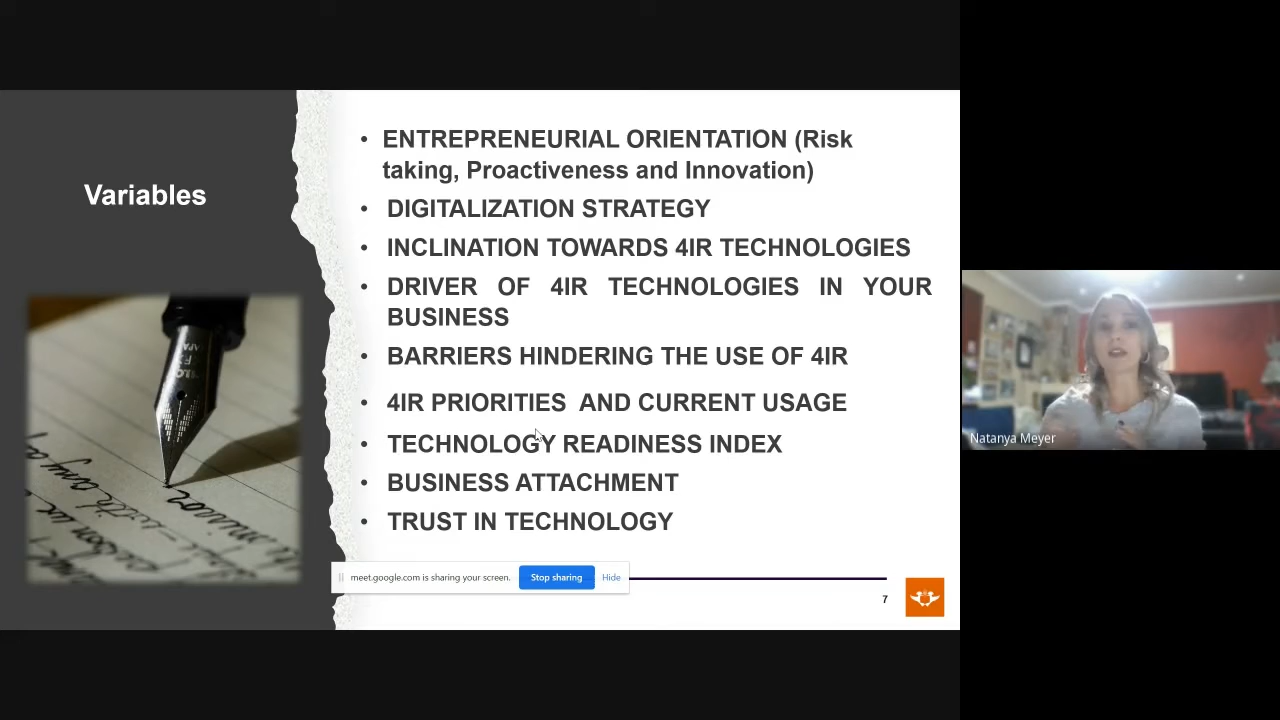 Variables
• ENTREPRENEURIAL ORIENTATION (Risk
taking, Proactiveness and Innovation)
• DIGITALIZATION STRATEGY
• INCLINATION TOWARDS 4IR TECHNOLOGIES
• DRIVER OF 4IR TECHNOLOGIES IN YOUR
BUSINESS
• BARRIERS HINDERING THE USE OF 4IR
• 4IR PRIORITIES  AND CURRENT USAGE
• TECHNOLOGY READINESS INDEX
• BUSINESS ATTACHMENT
• TRUST IN TECHNOLOGY
meet.google.com is sharing your screen. Stop sharing Hide
7
Natanya Meyer